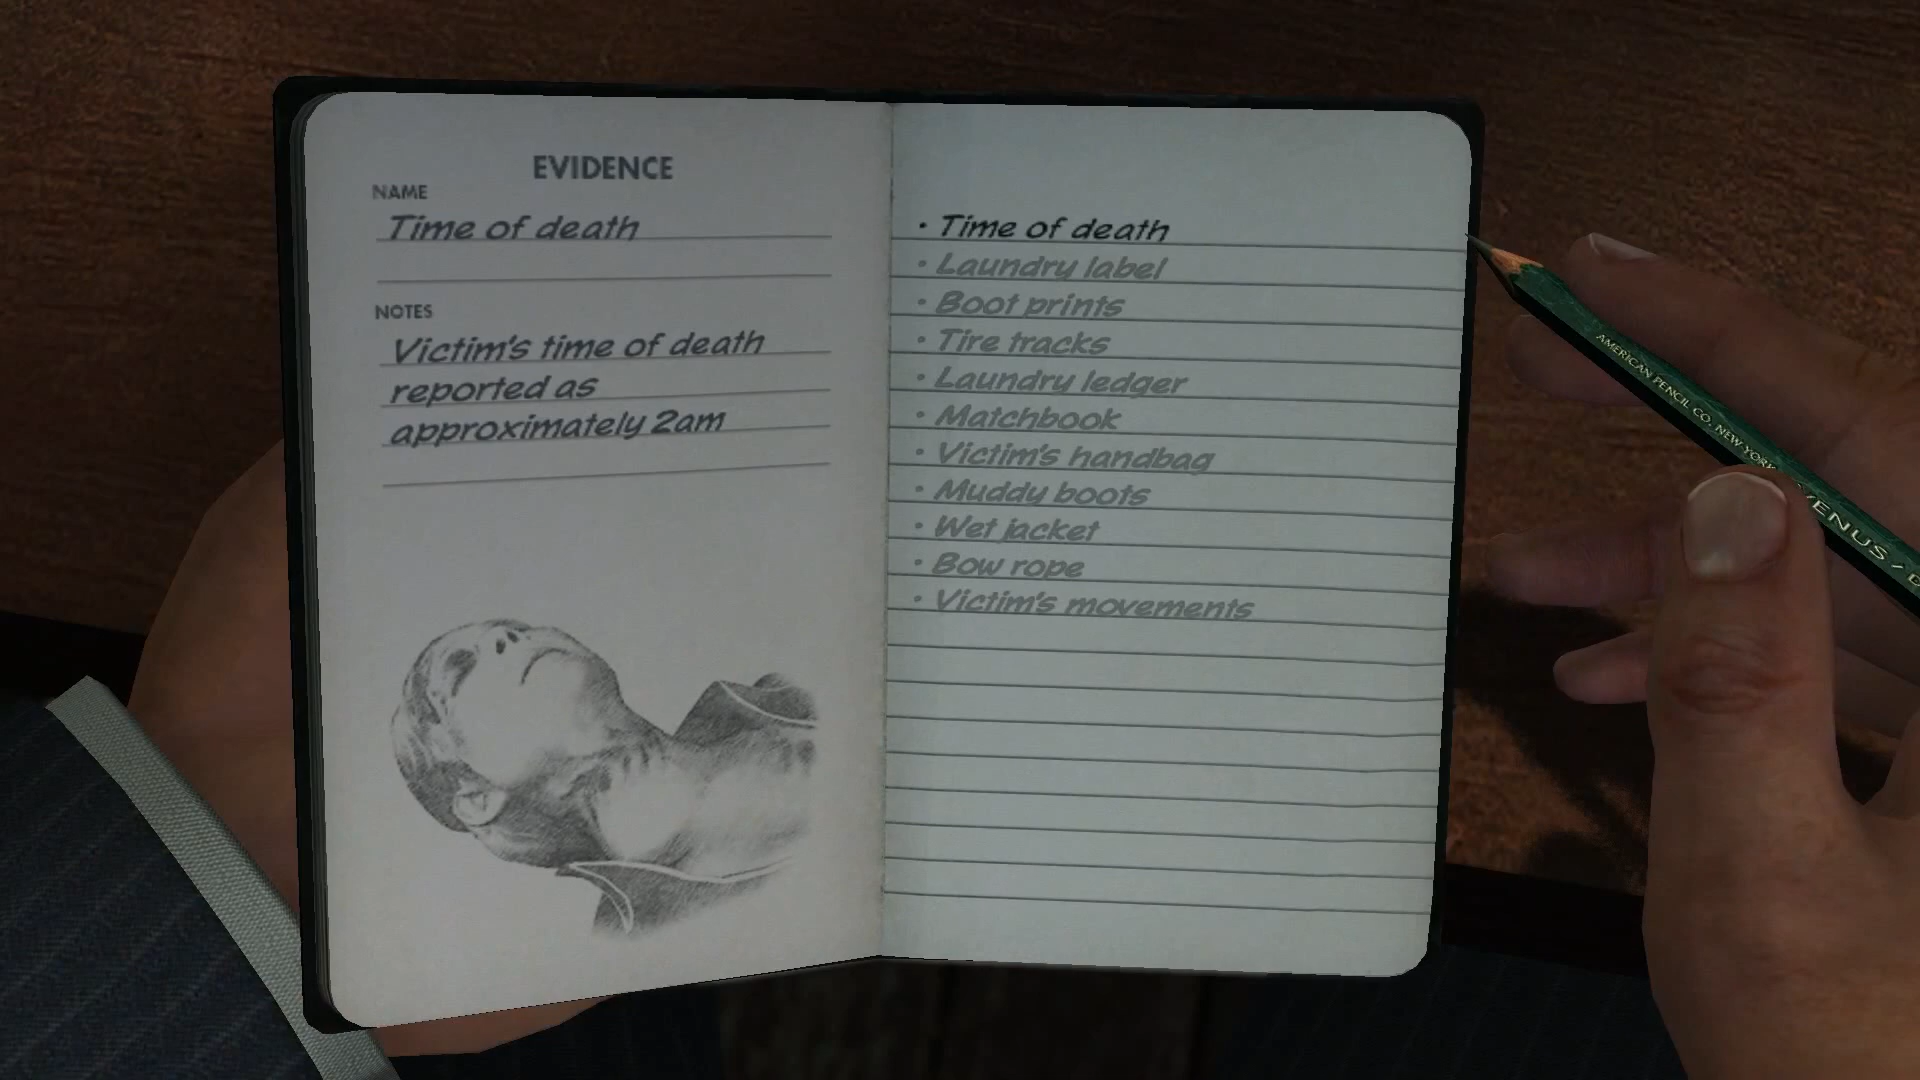 EVIDENCE
NAME
Time of death
NOTES
Victim's time of death
reported as
approximately 2am
• Time of death
• Laundry label
• Boot prints
• Tire tracks
• Laundry ledger
• Matchbook
• Victim's handbag
• Muddy boots
• Wet jacket
• Bow rope
• Victim's movements
AMERICAN PENCIL CO. NEW YORK VENUS